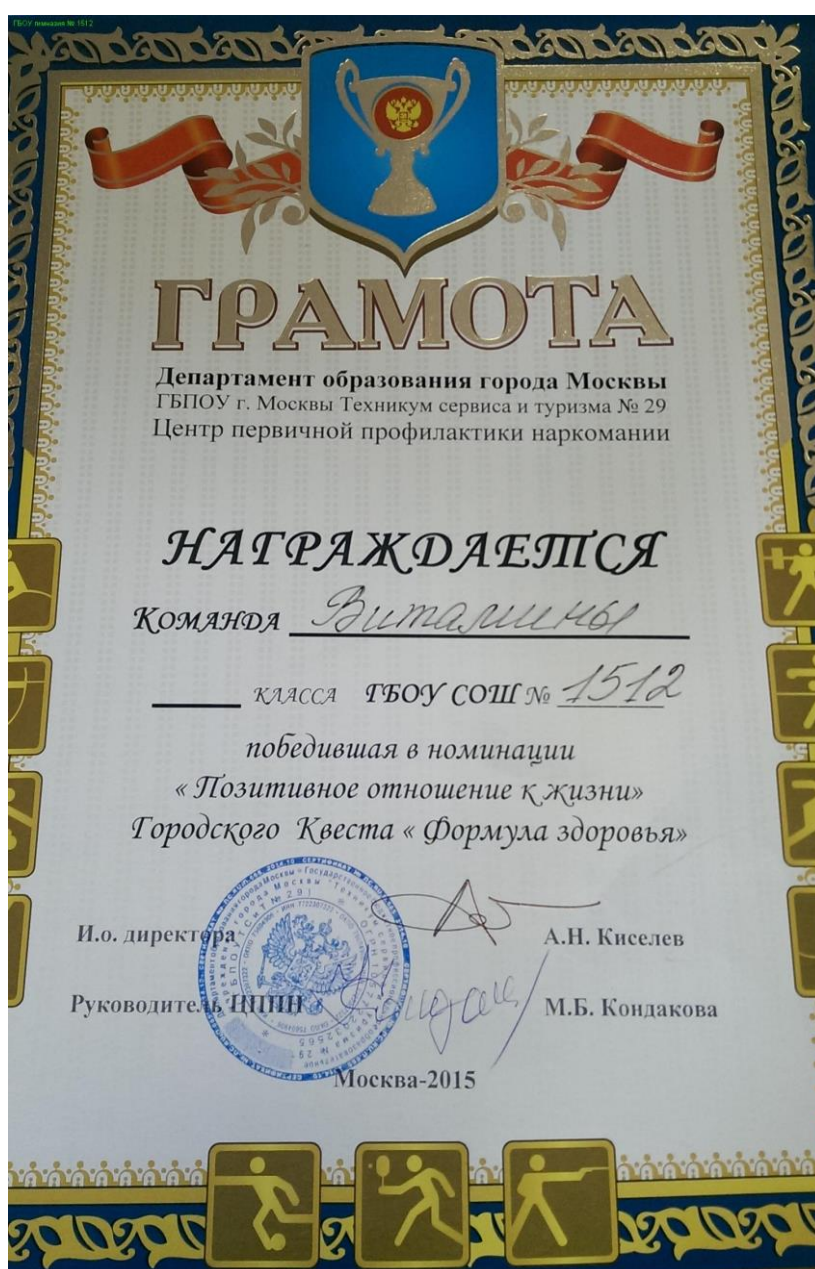 ГБОУ гимназия № 1512
ГРАМОТА
Департамент образования города Москвы
ГБПОУ г. Москвы Техникум сервиса и туризма № 29
Центр первичной профилактики наркомании
НАГРАЖДАЕТСЯ
КОМАНДА Витамины
КЛАССА ГБОУ СОШ № 1512
победившая в номинации
« Позитивное отношение к жизни»
Городского Квеста « Формула здоровья»
И.о. директора А.Н. Киселев
Руководитель ЦППН М.Б. Кондакова
Москва-2015